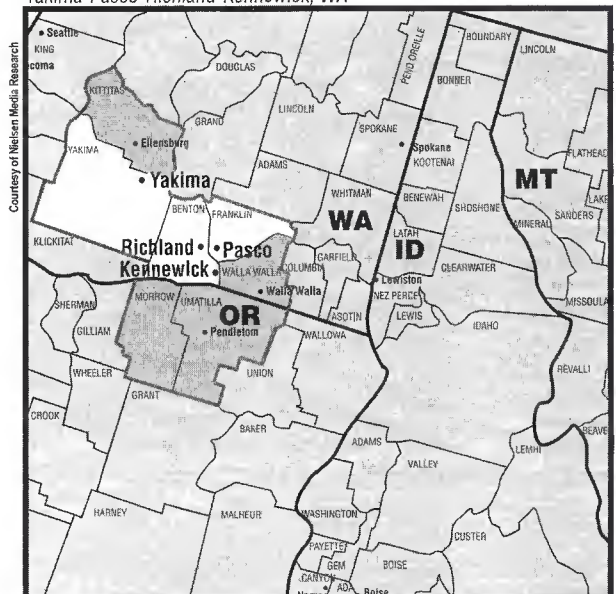 Yakima-Pasco-Richland-Kennewick, WA
Courtesy of Nielsen Media Research
Seattle
KING
coma
DOUGLAS
PEND OREILLE
BOUNDARY
LINCOLN
BONNER
KITTITAS
Ellensburg
GRAND
LINCOLN
SPOKANE
Spokane
KOOTENAI
FLATHEAD
YAKIMA
Yakima
ADAMS
WHITMAN
BENEWAH
SHOSHONE
MT
LAKE
SANDERS
MINERAL
BENTON
FRANKLIN
WA
LATAH
ID
KLICKITAT
Richland
Pasco
Kennewick
WALLA WALLA
COLUMBIA
GARFIELD
CLEARWATER
Walla Walla
Lewiston
NEZ PERCE
MISSOULA
SHERMAN
MORROW
UMATILLA
OR
ASOTIN
LEWIS
GILLIAM
Pendleton
WALLOWA
IDAHO
WHEELER
UNION
REVALLI
GRANT
CROOK
BAKER
ADAMS
LEMHI
BEAVER
VALLEY
HARNEY
MALHEUR
WASHINGTON
CUSTER
PAYETTE
GEM
BOISE
CANYON
ADA
Boise